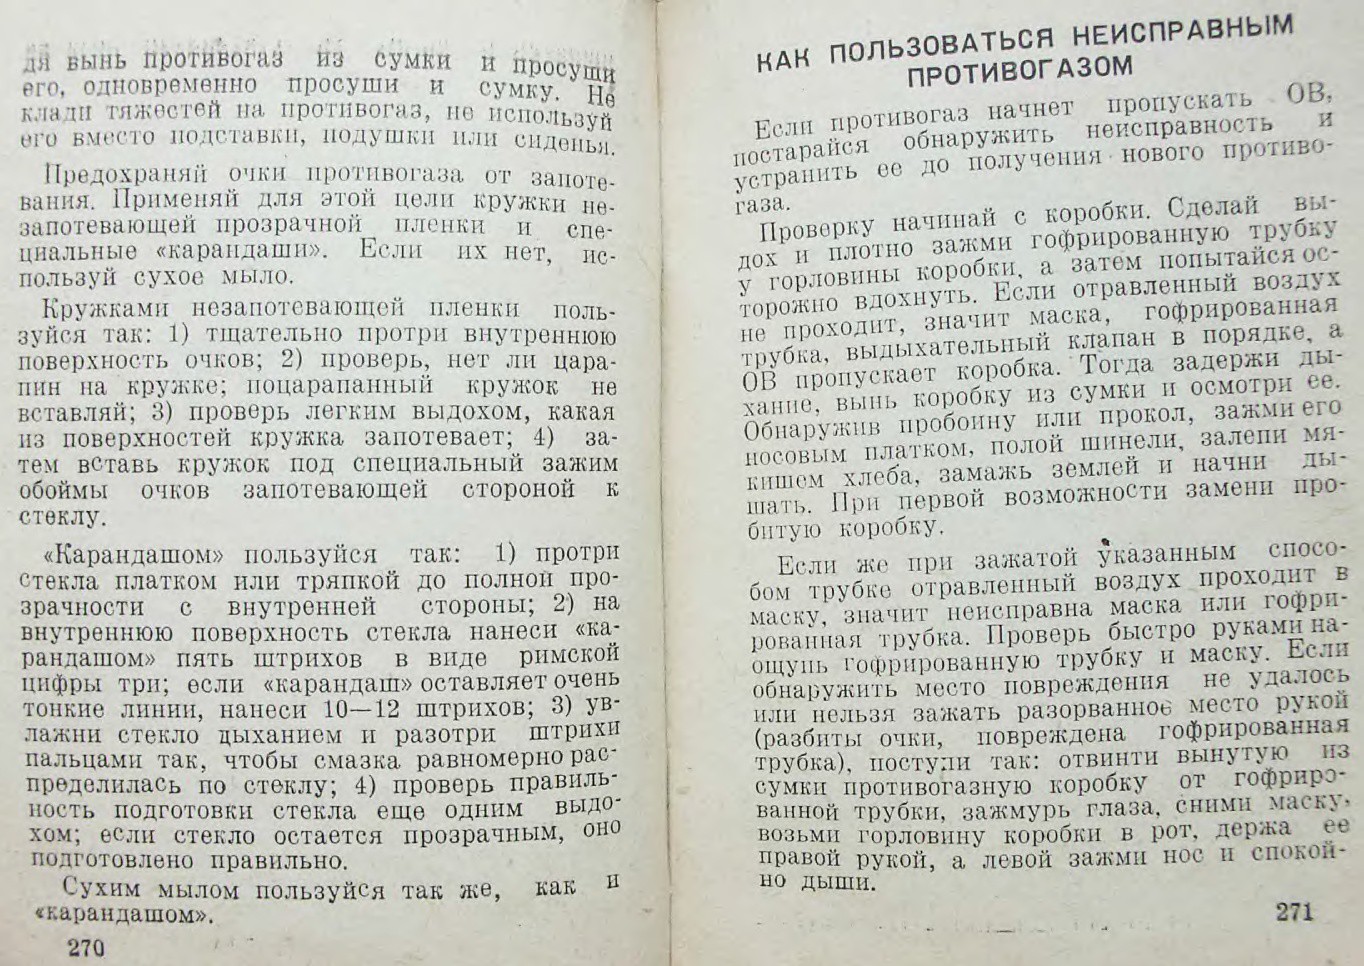 дя вынь противогаз из сумки и просуши
его, одновременно просуши и сумку. Не
клади тяжестей на противогаз, не используй
его вместо подставки, подушки или сиденья.
Предохраняй очки противогаза от запоте-
вания. Применяй для этой цели кружки не-
запотевающей прозрачной пленки и спе-
циальные «карандаши». Если их нет, ис-
пользуй сухое мыло.
Кружками незапотевающей пленки поль-
зуйся так: 1) тщательно протри внутреннюю
поверхность очков; 2) проверь, нет ли цара-
пин на кружке; поцарапанный кружок не
вставляй; 3) проверь легким выдохом, какая
из поверхностей кружка запотевает; 4) за-
тем вставь кружок под специальный зажим
обоймы очков запотевающей стороной к
стеклу.
«Карандашом» пользуйся так: 1) протри
стекла платком или тряпкой до полной про-
зрачности с внутренней стороны; 2) на
внутреннюю поверхность стекла нанеси «ка-
рандашом» пять штрихов в виде римской
цифры три; если «карандаш» оставляет очень
тонкие линии, нанеси 10—12 штрихов; 3) ув-
лажни стекло дыханием и разотри штрихи
пальцами так, чтобы смазка равномерно рас-
пределилась по стеклу; 4) проверь правиль-
ность подготовки стекла еще одним выдо-
хом; если стекло остается прозрачным, оно
подготовлено правильно.
Сухим мылом пользуйся так же, как и
«карандашом».
270
КАК ПОЛЬЗОВАТЬСЯ НЕИСПРАВНЫМ
ПРОТИВОГАЗОМ
Если противогаз начнет пропускать ОВ,
постарайся обнаружить неисправность и
устранить ее до получения нового противо-
газа.
Проверку начинай с коробки. Сделай вы-
дох и плотно зажми гофрированную трубку
у горловины коробки, а затем попытайся ос-
торожно вдохнуть. Если отравленный воздух
не проходит, значит маска, гофрированная
трубка, выдыхательный клапан в порядке, а
ОВ пропускает коробка. Тогда задержи ды-
хание, вынь коробку из сумки и осмотри ее.
Обнаружив пробоину или прокол, зажми его
носовым платком, полой шинели, залепи мя-
кишем хлеба, замажь землей и начни ды-
шать. При первой возможности замени про-
битую коробку.
Если же при зажатой указанным спосо-
бом трубке отравленный воздух проходит в
маску, значит неисправна маска или гофри-
рованная трубка. Проверь быстро руками на-
ощупь гофрированную трубку и маску. Если
обнаружить место повреждения не удалось
или нельзя зажать разорванное место рукой
(разбиты очки, повреждена гофрированная
трубка), поступи так: отвинти вынутую из
сумки противогазную коробку от гофриро-
ванной трубки, зажмурь глаза, сними маску,
возьми горловину коробки в рот, держа ее
правой рукой, а левой зажми нос и спокой-
но дыши.
271